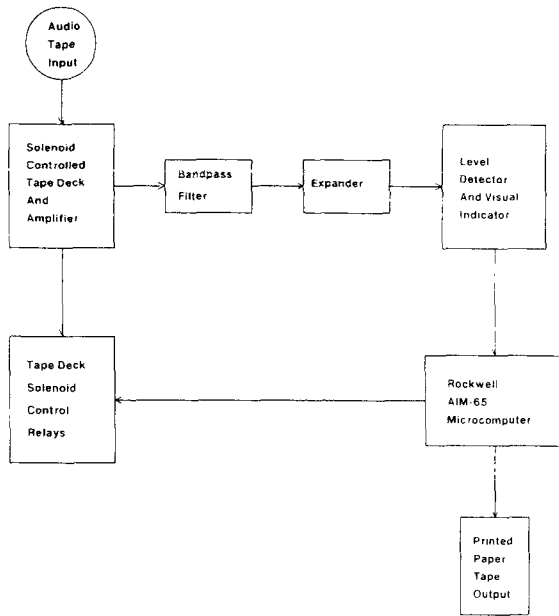 Audio
Tape
Input
Solenoid
Controlled
Tape Deck
And
Amplifier
Bandpass
Filter
Expander
Level
Detector
And Visual
Indicator
Tape Deck
Solenoid
Control
Relays
Rockwell
AIM-65
Microcomputer
Printed
Paper
Tape
Output